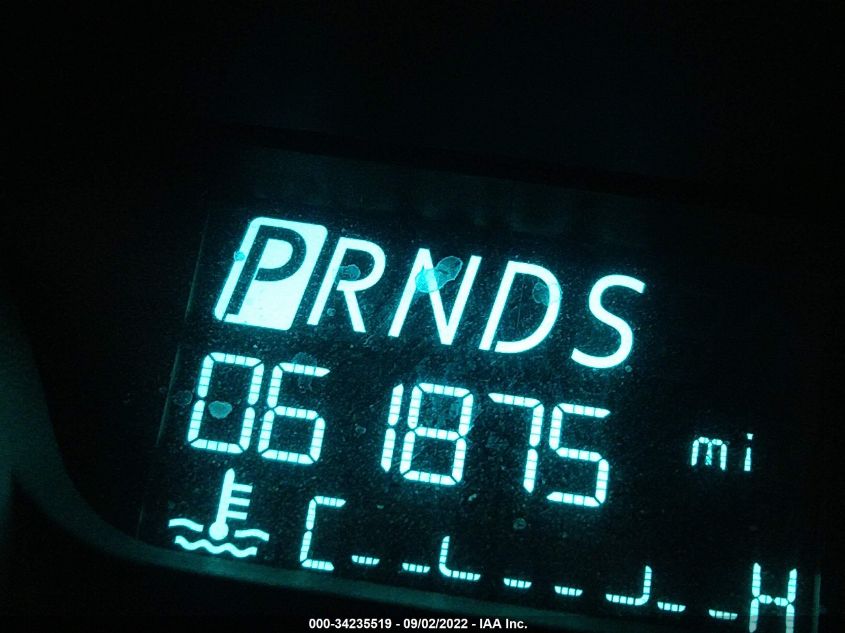 PRNDS
061875 mi
C H
000-34235519 - 09/02/2022 - IAA Inc.